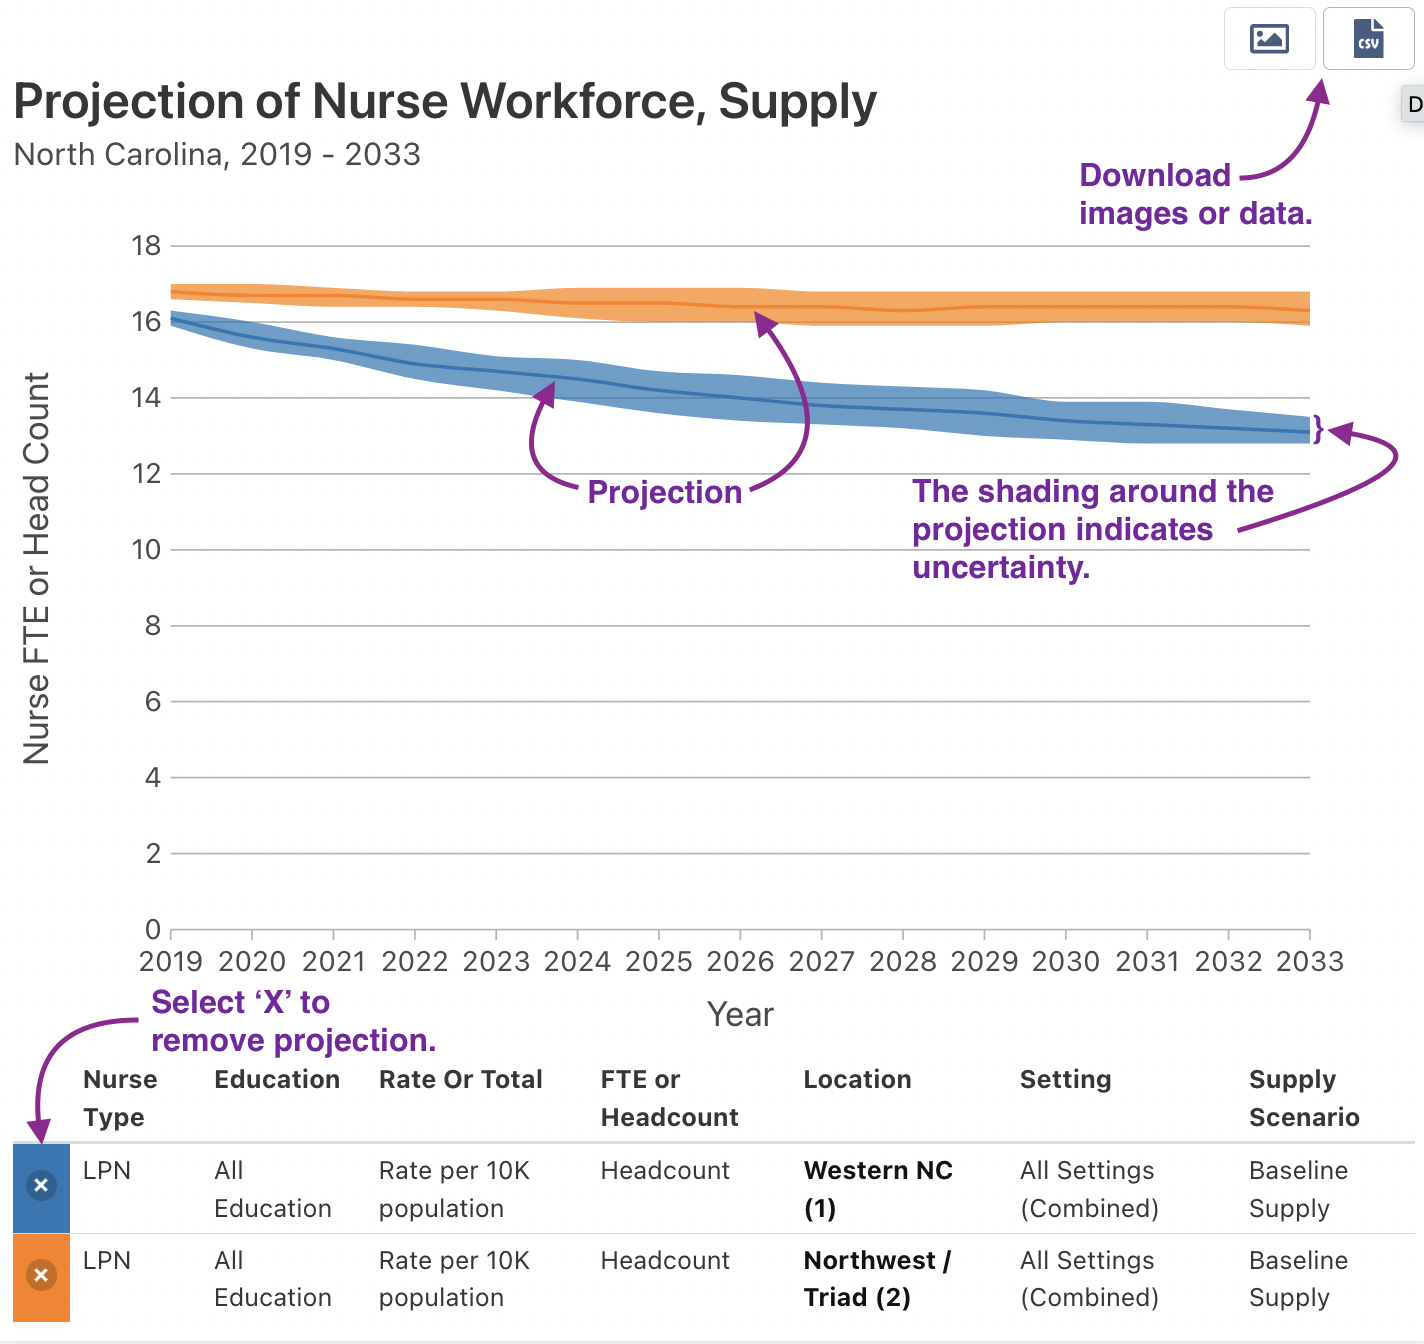 CSV
D
Projection of Nurse Workforce, Supply
North Carolina, 2019 - 2033
Download
images or data.
18
16
14
12
10
8
6
4
2
0
Nurse FTE or Head Count
Projection
The shading around the
projection indicates
uncertainty.
}
2019 2020 2021 2022 2023 2024 2025 2026 2027 2028 2029 2030 2031 2032 2033
Year
Select ‘X’ to
remove projection.
Nurse Type Education Rate Or Total FTE or Headcount Location Setting Supply Scenario
LPN All Education Rate per 10K population Headcount Western NC (1) All Settings (Combined) Baseline Supply
LPN All Education Rate per 10K population Headcount Northwest / Triad (2) All Settings (Combined) Baseline Supply